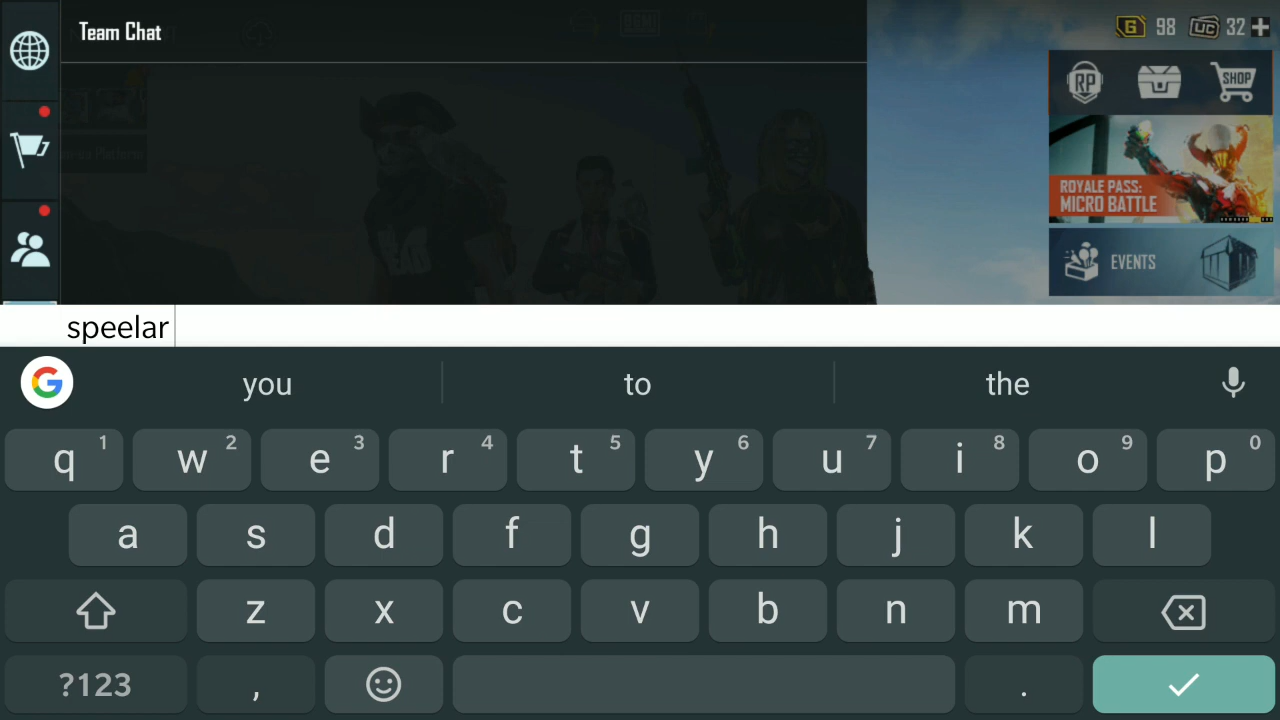 Team Chat
98
UC
32
RP
SHOP
ROYALE PASS:
MICRO BATTLE
EVENTS
speelar
you to the
q 1 w 2 e 3 r 4 t 5 y 6 u 7 i 8 o 9 p 0
a s d f g h j k l
z x c v b n m
?123 , .